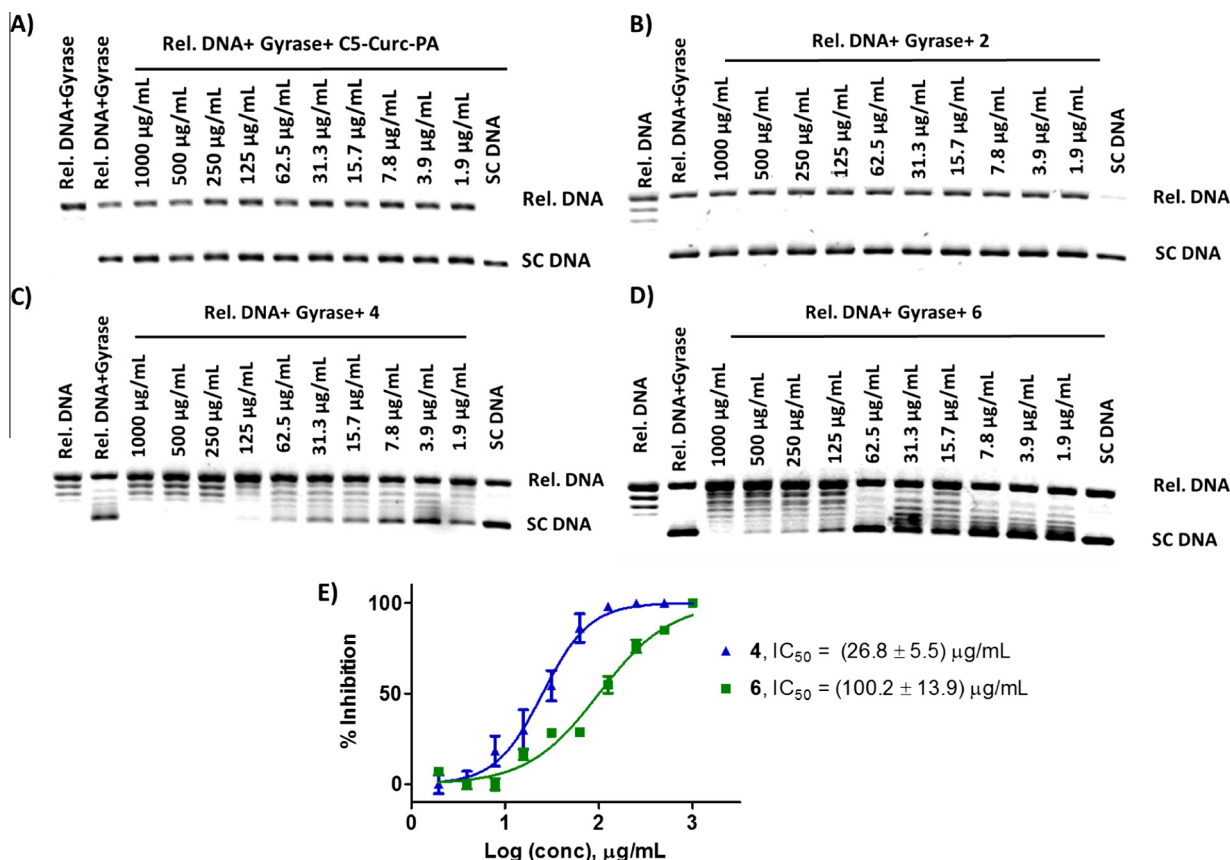 A)
Rel. DNA+ Gyrase+ C5-Curc-PA
Rel. DNA+Gyrase
Rel. DNA+Gyrase
1000 µg/mL
500 µg/mL
250 µg/mL
125 µg/mL
62.5 µg/mL
31.3 µg/mL
15.7 µg/mL
7.8 µg/mL
3.9 µg/mL
1.9 µg/mL
SC DNA
Rel. DNA
SC DNA
B)
Rel. DNA+ Gyrase+ 2
Rel. DNA
Rel. DNA+Gyrase
1000 µg/mL
500 µg/mL
250 µg/mL
125 µg/mL
62.5 µg/mL
31.3 µg/mL
15.7 µg/mL
7.8 µg/mL
3.9 µg/mL
1.9 µg/mL
SC DNA
Rel. DNA
SC DNA
C)
Rel. DNA+ Gyrase+ 4
Rel. DNA
Rel. DNA+Gyrase
1000 µg/mL
500 µg/mL
250 µg/mL
125 µg/mL
62.5 µg/mL
31.3 µg/mL
15.7 µg/mL
7.8 µg/mL
3.9 µg/mL
1.9 µg/mL
SC DNA
Rel. DNA
SC DNA
D)
Rel. DNA+ Gyrase+ 6
Rel. DNA
Rel. DNA+Gyrase
1000 µg/mL
500 µg/mL
250 µg/mL
125 µg/mL
62.5 µg/mL
31.3 µg/mL
15.7 µg/mL
7.8 µg/mL
3.9 µg/mL
1.9 µg/mL
SC DNA
Rel. DNA
SC DNA
E)
% Inhibition
100
50
0
0 1 2 3
Log (conc), µg/mL
4, IC50 = (26.8 ± 5.5) µg/mL
6, IC50 = (100.2 ± 13.9) µg/mL